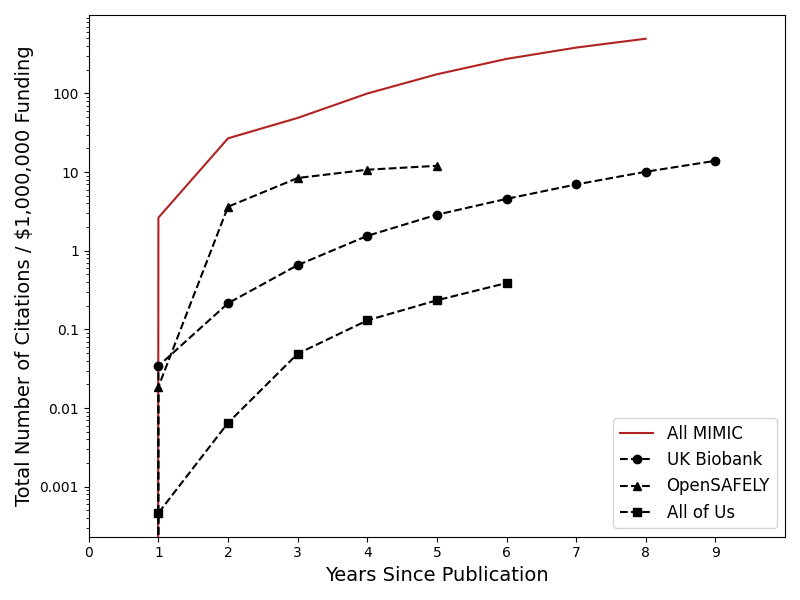 Total Number of Citations / $1,000,000 Funding
100
10
1
0.1
0.01
0.001
All MIMIC
UK Biobank
OpenSAFELY
All of Us
0 1 2 3 4 5 6 7 8 9
Years Since Publication